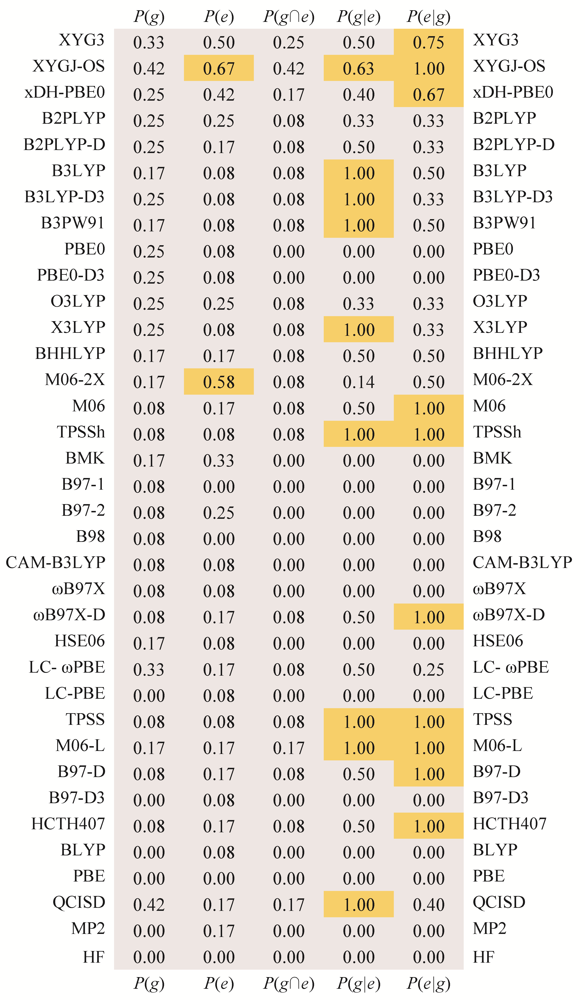 P(g) P(e) P(g∩e) P(g|e) P(e|g)
XYG3 0.33 0.50 0.25 0.50 0.75 XYG3
XYGJ-OS 0.42 0.67 0.42 0.63 1.00 XYGJ-OS
xDH-PBE0 0.25 0.42 0.17 0.40 0.67 xDH-PBE0
B2PLYP 0.25 0.25 0.08 0.33 0.33 B2PLYP
B2PLYP-D 0.25 0.17 0.08 0.50 0.33 B2PLYP-D
B3LYP 0.17 0.08 0.08 1.00 0.50 B3LYP
B3LYP-D3 0.25 0.08 0.08 1.00 0.33 B3LYP-D3
B3PW91 0.17 0.08 0.08 1.00 0.50 B3PW91
PBE0 0.25 0.08 0.00 0.00 0.00 PBE0
PBE0-D3 0.25 0.08 0.00 0.00 0.00 PBE0-D3
O3LYP 0.25 0.25 0.08 0.33 0.33 O3LYP
X3LYP 0.25 0.08 0.08 1.00 0.33 X3LYP
BHHLYP 0.17 0.17 0.08 0.50 0.50 BHHLYP
M06-2X 0.17 0.58 0.08 0.14 0.50 M06-2X
M06 0.08 0.17 0.08 0.50 1.00 M06
TPSSh 0.08 0.08 0.08 1.00 1.00 TPSSh
BMK 0.17 0.33 0.00 0.00 0.00 BMK
B97-1 0.08 0.00 0.00 0.00 0.00 B97-1
B97-2 0.08 0.25 0.00 0.00 0.00 B97-2
B98 0.08 0.00 0.00 0.00 0.00 B98
CAM-B3LYP 0.08 0.08 0.00 0.00 0.00 CAM-B3LYP
ωB97X 0.08 0.08 0.00 0.00 0.00 ωB97X
ωB97X-D 0.08 0.17 0.08 0.50 1.00 ωB97X-D
HSE06 0.17 0.08 0.00 0.00 0.00 HSE06
LC- ωPBE 0.33 0.17 0.08 0.50 0.25 LC- ωPBE
LC-PBE 0.00 0.08 0.00 0.00 0.00 LC-PBE
TPSS 0.08 0.08 0.08 1.00 1.00 TPSS
M06-L 0.17 0.17 0.17 1.00 1.00 M06-L
B97-D 0.08 0.17 0.08 0.50 1.00 B97-D
B97-D3 0.00 0.08 0.00 0.00 0.00 B97-D3
HCTH407 0.08 0.17 0.08 0.50 1.00 HCTH407
BLYP 0.00 0.08 0.00 0.00 0.00 BLYP
PBE 0.00 0.00 0.00 0.00 0.00 PBE
QCISD 0.42 0.17 0.17 1.00 0.40 QCISD
MP2 0.00 0.17 0.00 0.00 0.00 MP2
HF 0.00 0.00 0.00 0.00 0.00 HF
P(g) P(e) P(g∩e) P(g|e) P(e|g)